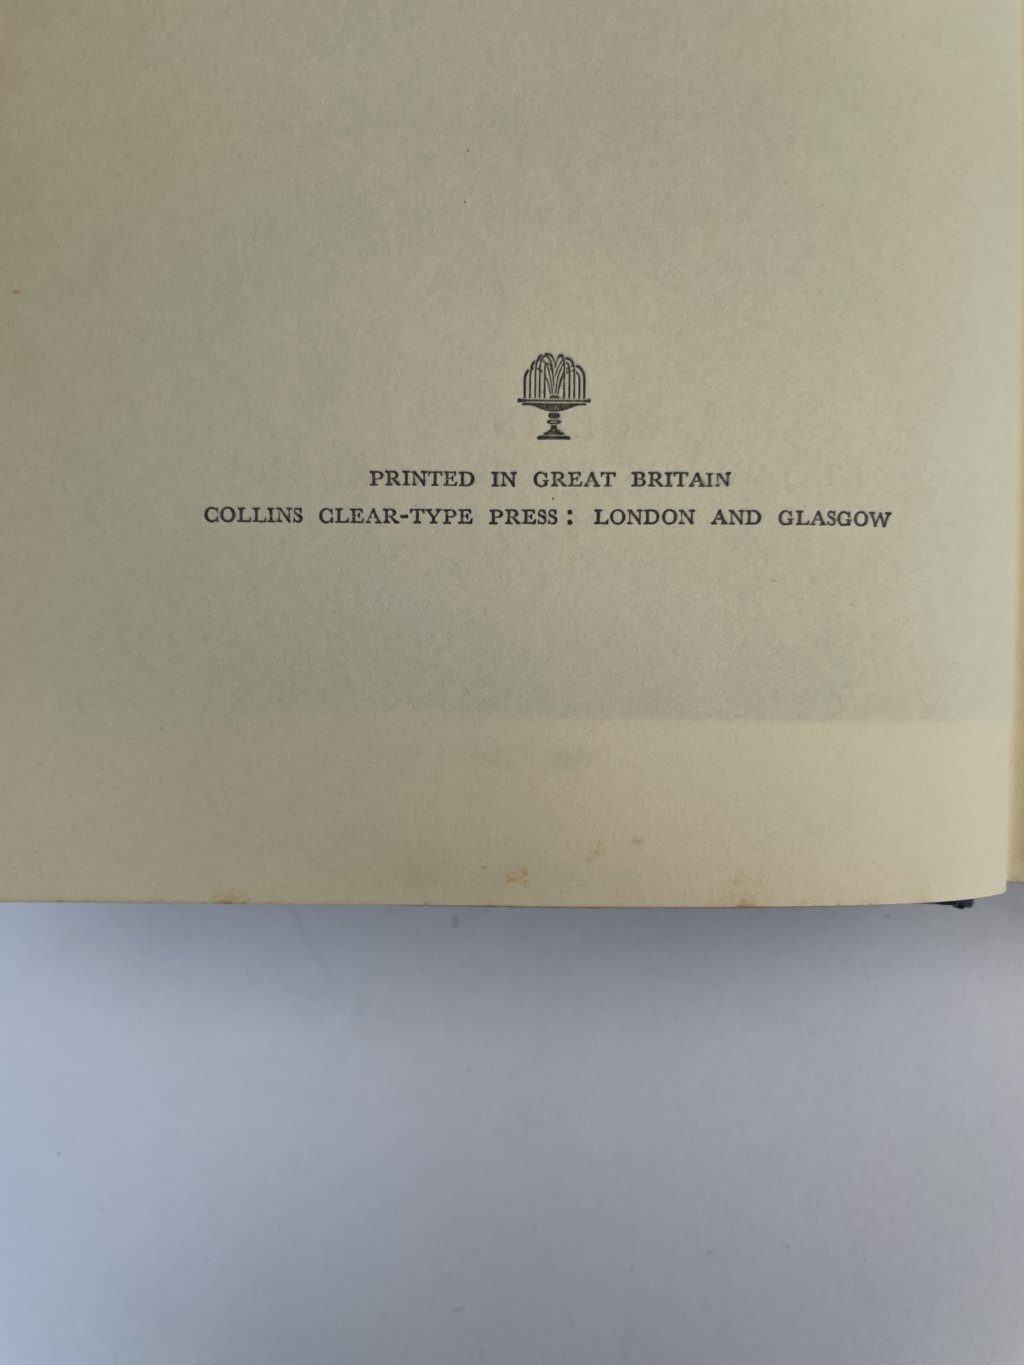 PRINTED IN GREAT BRITAIN
COLLINS CLEAR-TYPE PRESS: LONDON AND GLASGOW